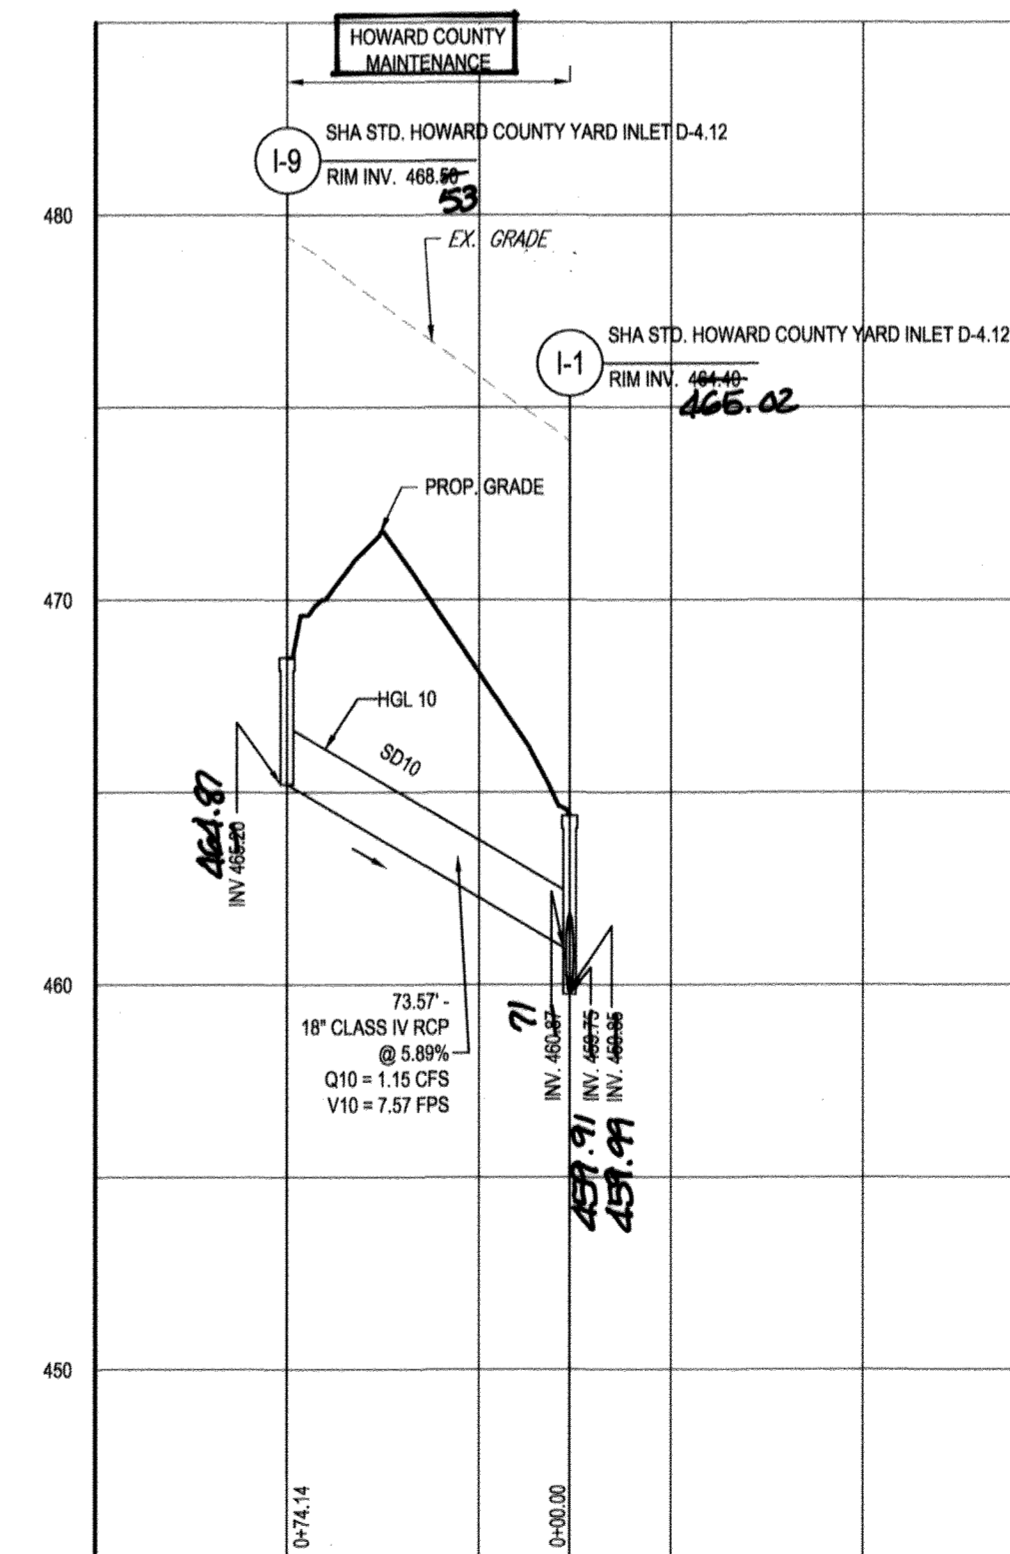 HOWARD COUNTY
MAINTENANCE
I-9
SHA STD. HOWARD COUNTY YARD INLET D-4.12
RIM INV. 468.50
53
480
EX. GRADE
I-1
SHA STD. HOWARD COUNTY YARD INLET D-4.12
RIM INV. 464.40
465.02
PROP. GRADE
470
HGL 10
SD10
464.87
INV 465.20
460
73.57' -
18" CLASS IV RCP
@ 5.89%
Q10 = 1.15 CFS
V10 = 7.57 FPS
71
INV. 460.87
INV. 459.75
INV. 459.85
459.91
459.99
450
0+74.14
0+00.00